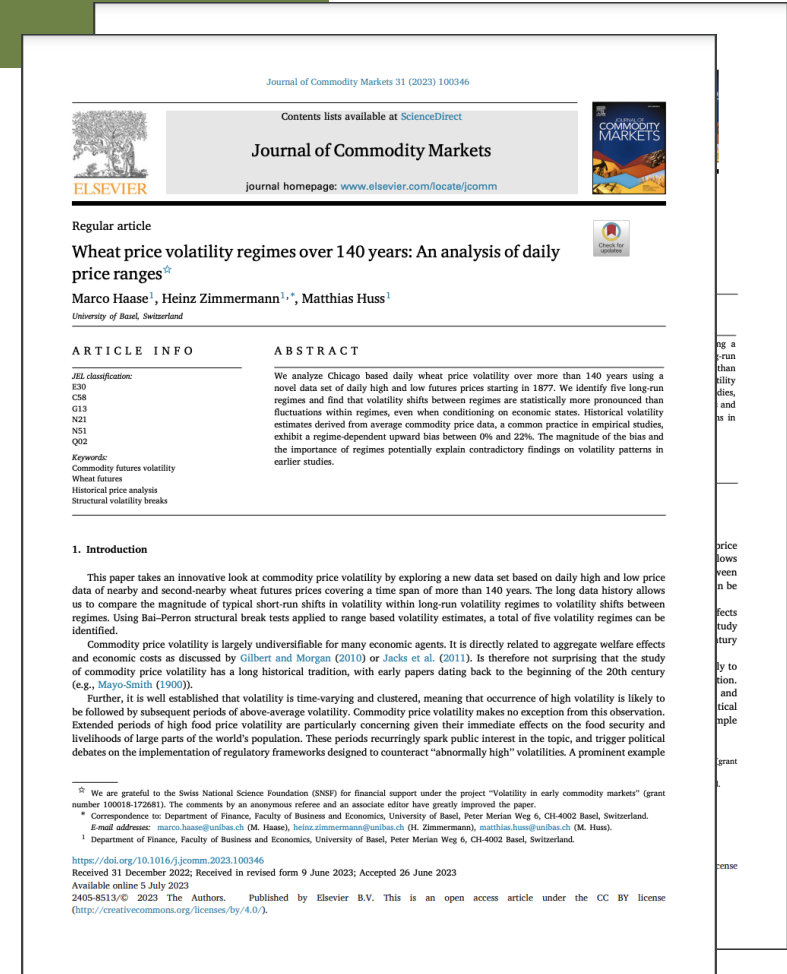 Journal of Commodity Markets 31 (2023) 100346
Contents lists available at ScienceDirect
Journal of Commodity Markets
journal homepage: www.elsevier.com/locate/jcomm
ELSEVIER
JOURNAL OF
COMMODITY
MARKETS
Regular article
Check for
updates
Wheat price volatility regimes over 140 years: An analysis of daily
price ranges☆
Marco Haase1, Heinz Zimmermann1,*, Matthias Huss1
University of Basel, Switzerland
ARTICLE INFO
JEL classification:
E30
C58
G13
N21
N51
Q02
Keywords:
Commodity futures volatility
Wheat futures
Historical price analysis
Structural volatility breaks
ABSTRACT
We analyze Chicago based daily wheat price volatility over more than 140 years using a
novel data set of daily high and low futures prices starting in 1877. We identify five long-run
regimes and find that volatility shifts between regimes are statistically more pronounced than
fluctuations within regimes, even when conditioning on economic states. Historical volatility
estimates derived from average commodity price data, a common practice in empirical studies,
exhibit a regime-dependent upward bias between 0% and 22%. The magnitude of the bias and
the importance of regimes potentially explain contradictory findings on volatility patterns in
earlier studies.
1. Introduction
This paper takes an innovative look at commodity price volatility by exploring a new data set based on daily high and low price
data of nearby and second-nearby wheat futures prices covering a time span of more than 140 years. The long data history allows
us to compare the magnitude of typical short-run shifts in volatility within long-run volatility regimes to volatility shifts between
regimes. Using Bai–Perron structural break tests applied to range based volatility estimates, a total of five volatility regimes can be
identified.
Commodity price volatility is largely undiversifiable for many economic agents. It is directly related to aggregate welfare effects
and economic costs as discussed by Gilbert and Morgan (2010) or Jacks et al. (2011). Is therefore not surprising that the study
of commodity price volatility has a long historical tradition, with early papers dating back to the beginning of the 20th century
(e.g., Mayo-Smith (1900)).
Further, it is well established that volatility is time-varying and clustered, meaning that occurrence of high volatility is likely to
be followed by subsequent periods of above-average volatility. Commodity price volatility makes no exception from this observation.
Extended periods of high food price volatility are particularly concerning given their immediate effects on the food security and
livelihoods of large parts of the world's population. These periods recurringly spark public interest in the topic, and trigger political
debates on the implementation of regulatory frameworks designed to counteract ‘‘abnormally high’’ volatilities. A prominent example
☆ We are grateful to the Swiss National Science Foundation (SNSF) for financial support under the project ‘‘Volatility in early commodity markets’’ (grant
number 100018-172681). The comments by an anonymous referee and an associate editor have greatly improved the paper.
* Correspondence to: Department of Finance, Faculty of Business and Economics, University of Basel, Peter Merian Weg 6, CH-4002 Basel, Switzerland.
E-mail addresses: marco.haase@unibas.ch (M. Haase), heinz.zimmermann@unibas.ch (H. Zimmermann), matthias.huss@unibas.ch (M. Huss).
1 Department of Finance, Faculty of Business and Economics, University of Basel, Peter Merian Weg 6, CH-4002 Basel, Switzerland.
https://doi.org/10.1016/j.jcomm.2023.100346
Received 31 December 2022; Received in revised form 9 June 2023; Accepted 26 June 2023
Available online 5 July 2023
2405-8513/© 2023 The Authors. Published by Elsevier B.V. This is an open access article under the CC BY license
(http://creativecommons.org/licenses/by/4.0/).